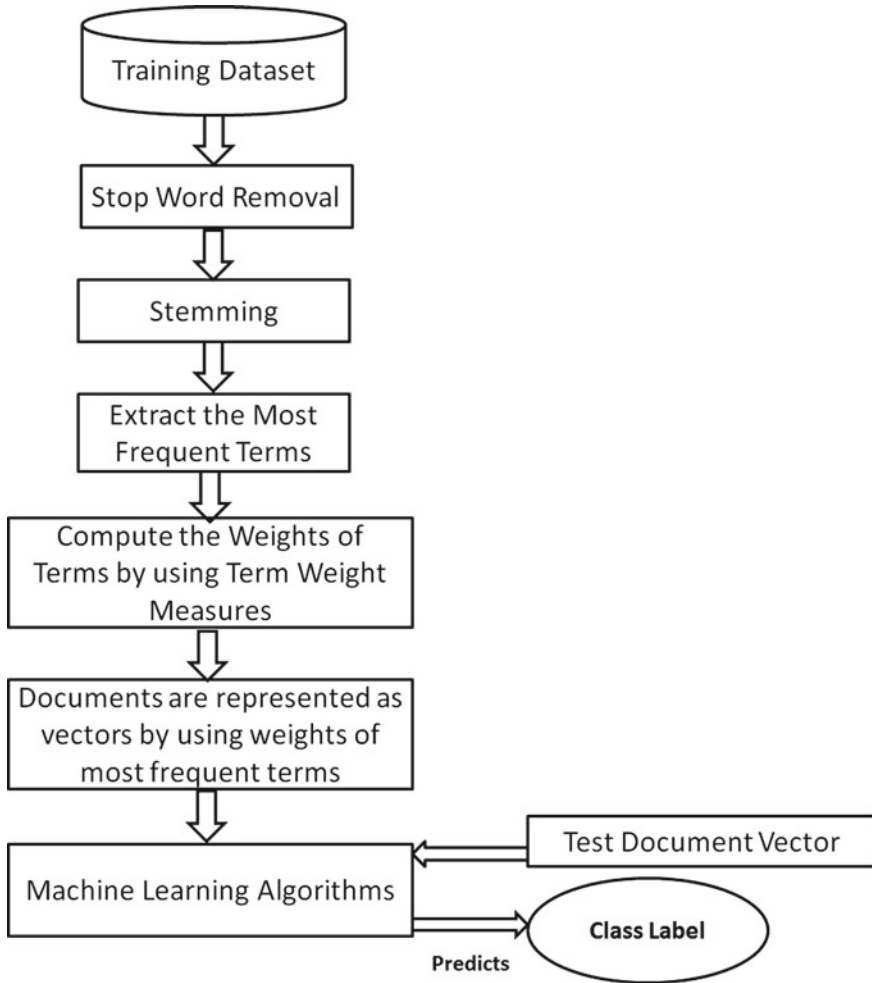 Training Dataset
Stop Word Removal
Stemming
Extract the Most
Frequent Terms
Compute the Weights of
Terms by using Term Weight
Measures
Documents are represented as
vectors by using weights of
most frequent terms
Test Document Vector
Machine Learning Algorithms
Class Label
Predicts